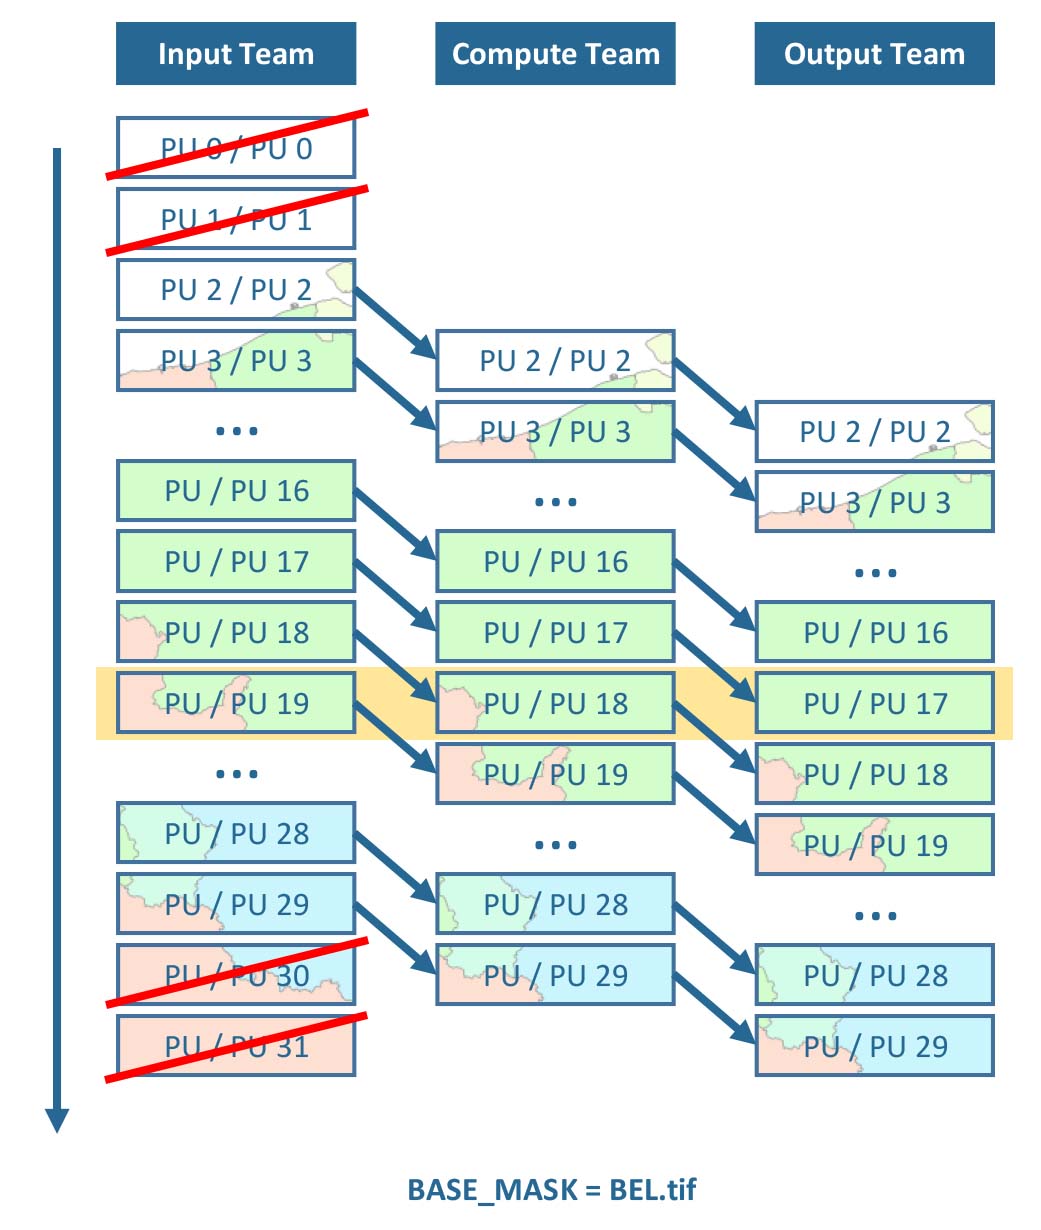 Input Team
Compute Team
Output Team
PU 0 / PU 0
PU 1 / PU 1
PU 2 / PU 2
PU 3 / PU 3
...
PU / PU 16
PU / PU 17
PU / PU 18
PU / PU 19
...
PU / PU 28
PU / PU 29
PU / PU 30
PU / PU 31
PU 2 / PU 2
PU 3 / PU 3
...
PU / PU 16
PU / PU 17
PU / PU 18
PU / PU 19
...
PU / PU 28
PU / PU 29
PU 2 / PU 2
PU 3 / PU 3
...
PU / PU 16
PU / PU 17
PU / PU 18
PU / PU 19
...
PU / PU 28
PU / PU 29
BASE_MASK = BEL.tif